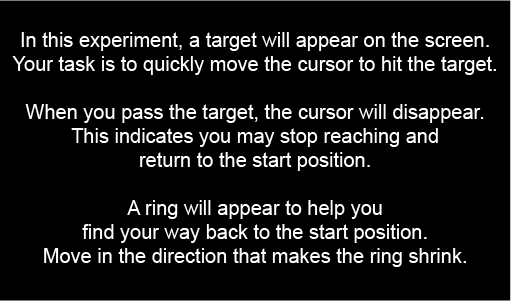 In this experiment, a target will appear on the screen.
Your task is to quickly move the cursor to hit the target.
When you pass the target, the cursor will disappear.
This indicates you may stop reaching and
return to the start position.
A ring will appear to help you
find your way back to the start position.
Move in the direction that makes the ring shrink.